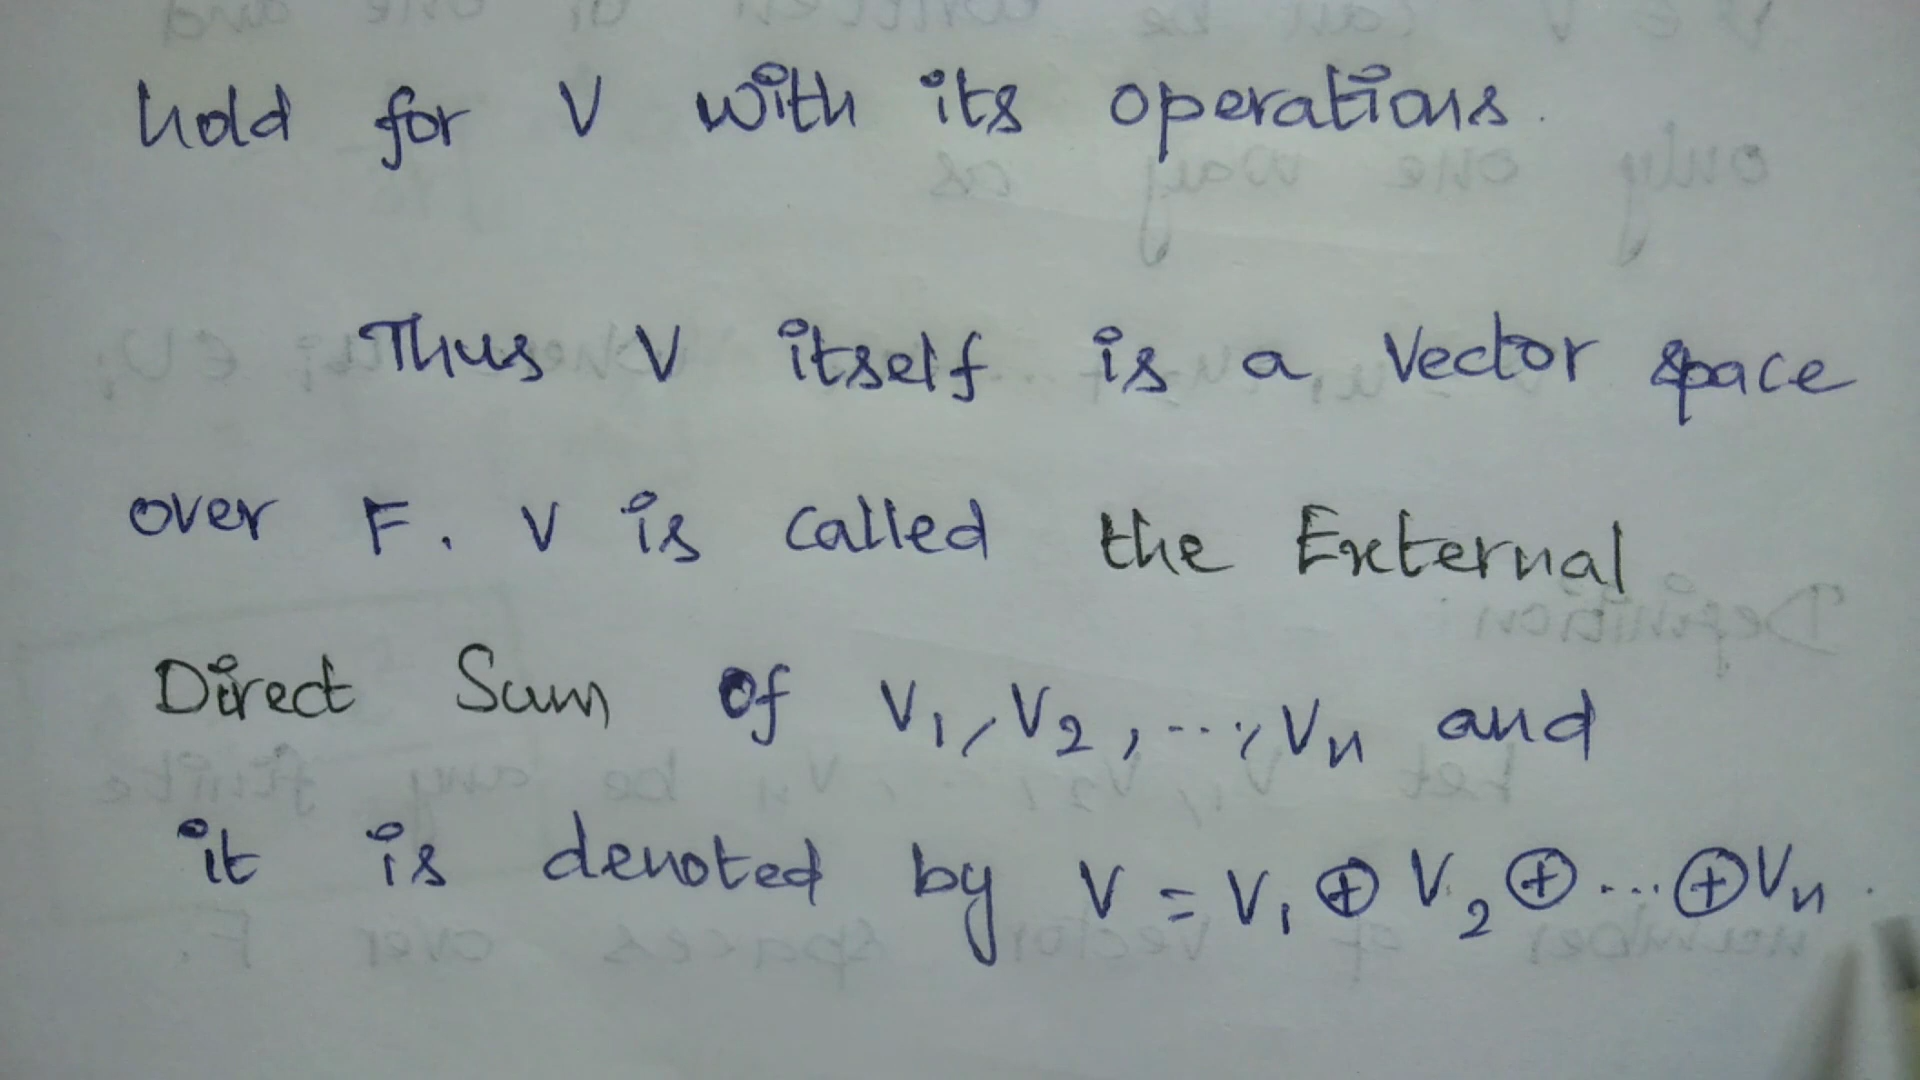 hold for V with its operations.
Thus V itself is a Vector space
over F. V is called the External
Direct Sum of V₁, V₂, ..., Vₙ and
it is denoted by V = V₁ ⊕ V₂ ⊕ ... ⊕ Vₙ.